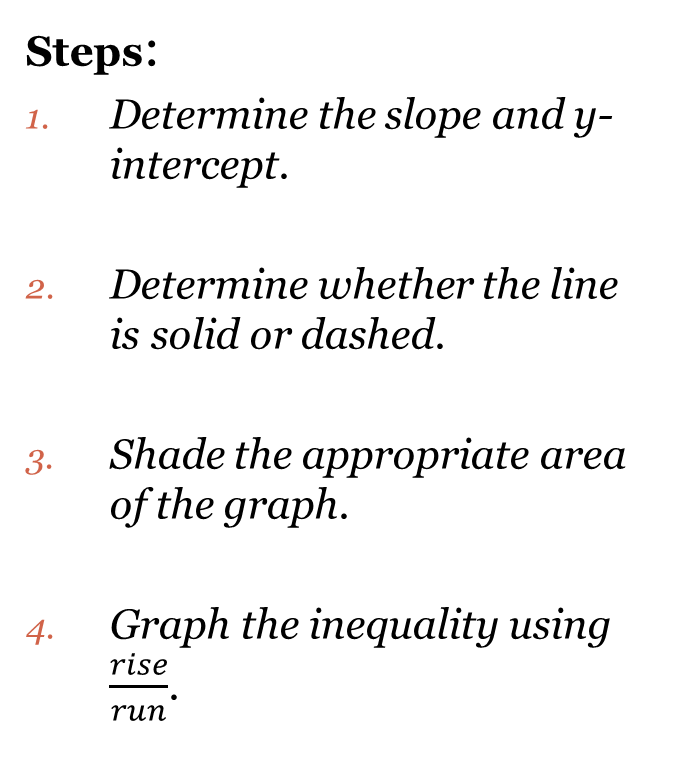 Steps:
1. Determine the slope and y-
intercept.
2. Determine whether the line
is solid or dashed.
3. Shade the appropriate area
of the graph.
4. Graph the inequality using
rise
run.